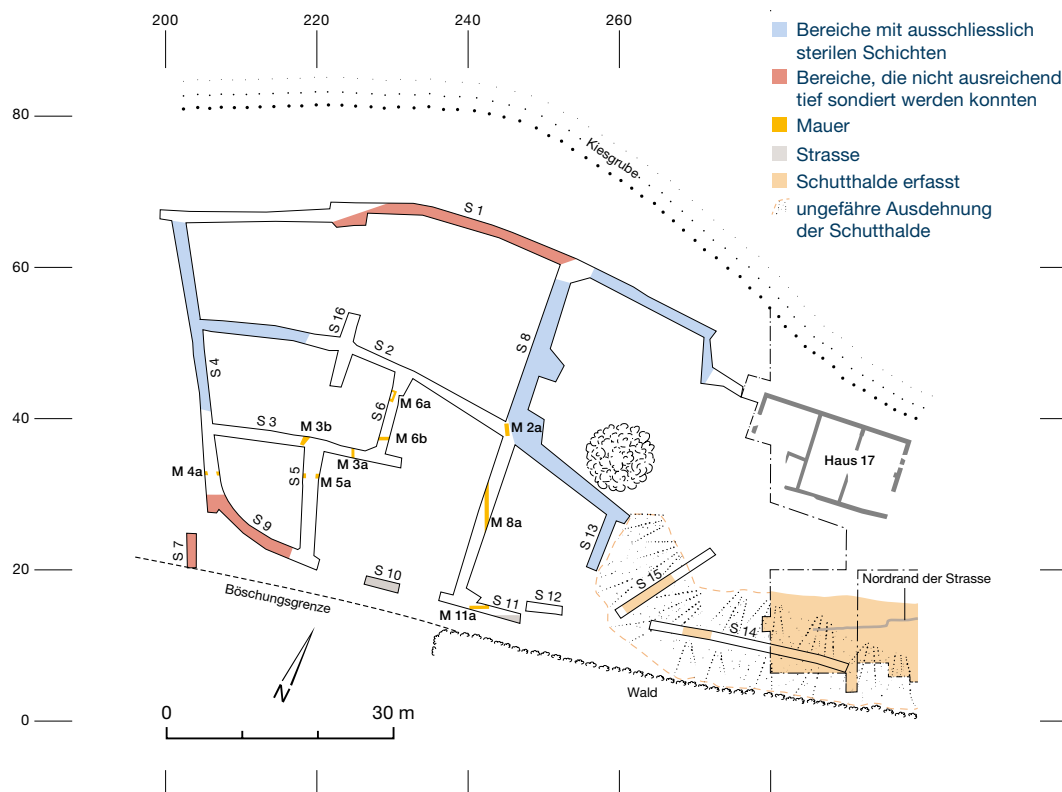 200
220
240
260
Bereiche mit ausschliesslich
sterilen Schichten
Bereiche, die nicht ausreichend
tief sondiert werden konnten
Mauer
Strasse
Schutthalde erfasst
ungefähre Ausdehnung
der Schutthalde
80
60
40
20
0
Kiesgrube
S 1
S 16
S 2
S 8
S 4
S 6
M 6a
S 3
M 3b
M 2a
M 6b
M 3a
M 4a
S 5
M 5a
Haus 17
M 8a
S 9
S 13
S 7
S 10
S 15
Nordrand der Strasse
Böschungsgrenze
S 11
S 12
M 11a
S 14
Wald
N
0
30 m